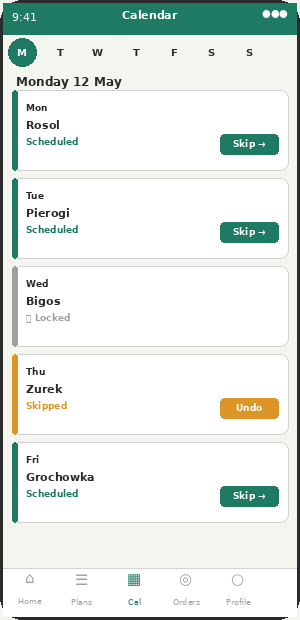 9:41
Calendar
M T W T F S S
Monday 12 May
Mon
Rosol
Scheduled
Skip →
Tue
Pierogi
Scheduled
Skip →
Wed
Bigos
Locked
Thu
Zurek
Skipped
Undo
Fri
Grochowka
Scheduled
Skip →
Home Plans Cal Orders Profile